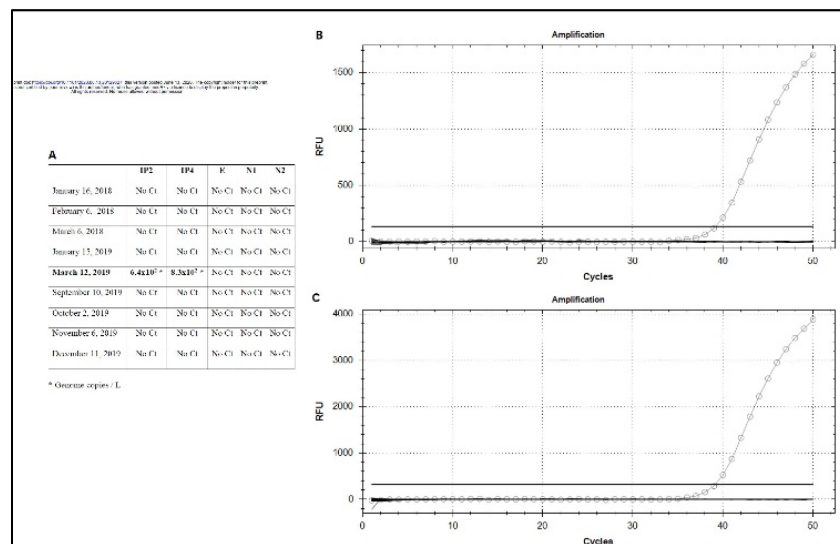 B
Amplification
1500
1000
500
0
RFU
0 10 20 30 40 50
Cycles
A
IP2 IP4 E N1 N2
January 16, 2018 No Ct No Ct No Ct No Ct No Ct
February 6, 2018 No Ct No Ct No Ct No Ct No Ct
March 6, 2018 No Ct No Ct No Ct No Ct No Ct
January 15, 2019 No Ct No Ct No Ct No Ct No Ct
March 12, 2019 6.4x10² * 8.3x10² * No Ct No Ct No Ct
September 10, 2019 No Ct No Ct No Ct No Ct No Ct
October 2, 2019 No Ct No Ct No Ct No Ct No Ct
November 6, 2019 No Ct No Ct No Ct No Ct No Ct
December 11, 2019 No Ct No Ct No Ct No Ct No Ct
* Genome copies / L
C
Amplification
4000
3000
2000
1000
0
RFU
0 10 20 30 40 50
Cycles